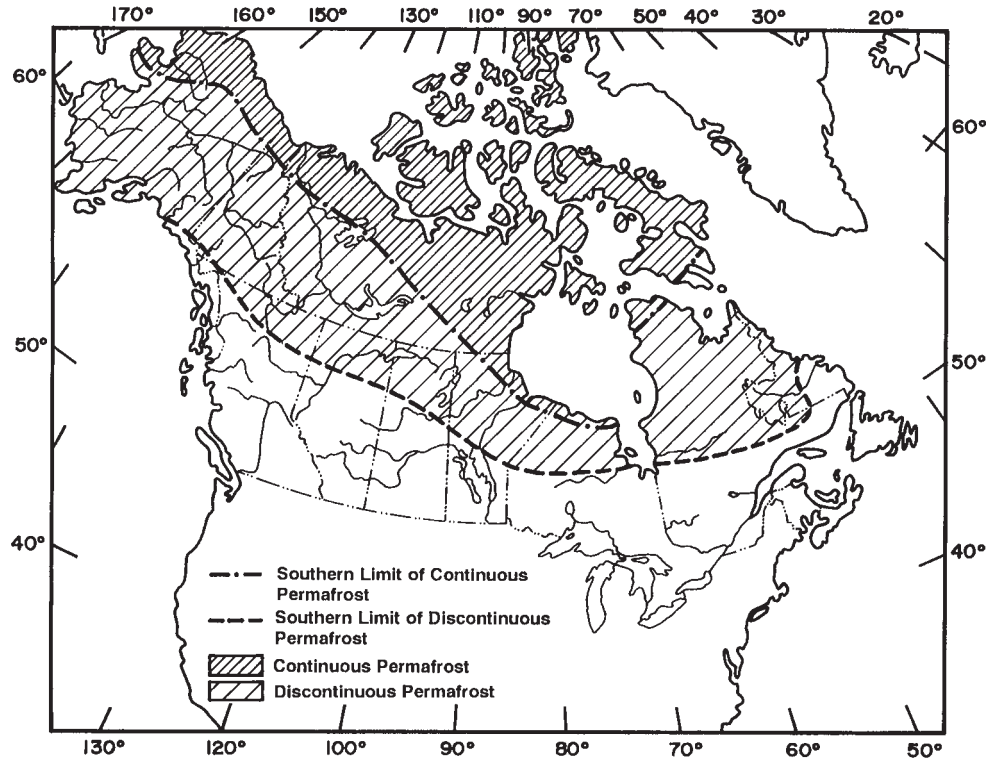 170° 160° 150° 130° 110° 90° 70° 50° 40° 30° 20°
60° 60°
50° 50°
40° 40°
Southern Limit of Continuous
Permafrost
Southern Limit of Discontinuous
Permafrost
Continuous Permafrost
Discontinuous Permafrost
130° 120° 100° 90° 80° 70° 60° 50°